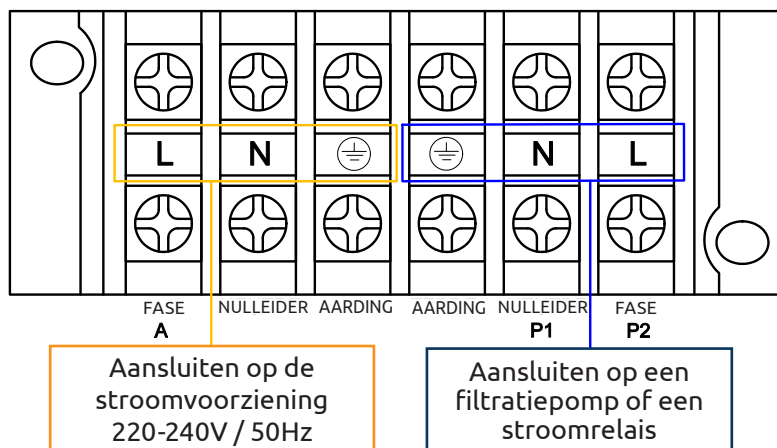 L N N L
FASE NULLEIDER AARDING AARDING NULLEIDER FASE
A P1 P2
Aansluiten op de
stroomvoorziening
220-240V / 50Hz
Aansluiten op een
filtratiepomp of een
stroomrelais